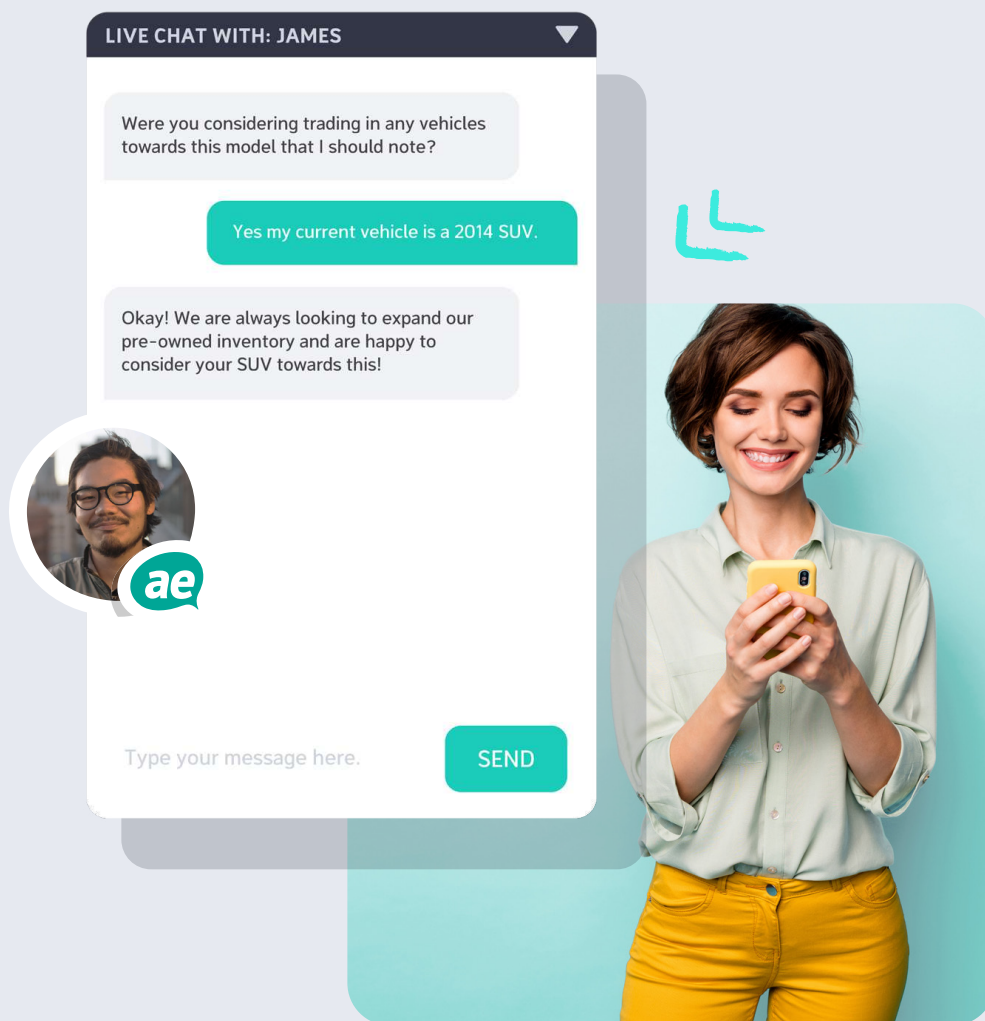 LIVE CHAT WITH: JAMES
Were you considering trading in any vehicles
towards this model that I should note?
Yes my current vehicle is a 2014 SUV.
Okay! We are always looking to expand our
pre-owned inventory and are happy to
consider your SUV towards this!
ae
Type your message here.
SEND